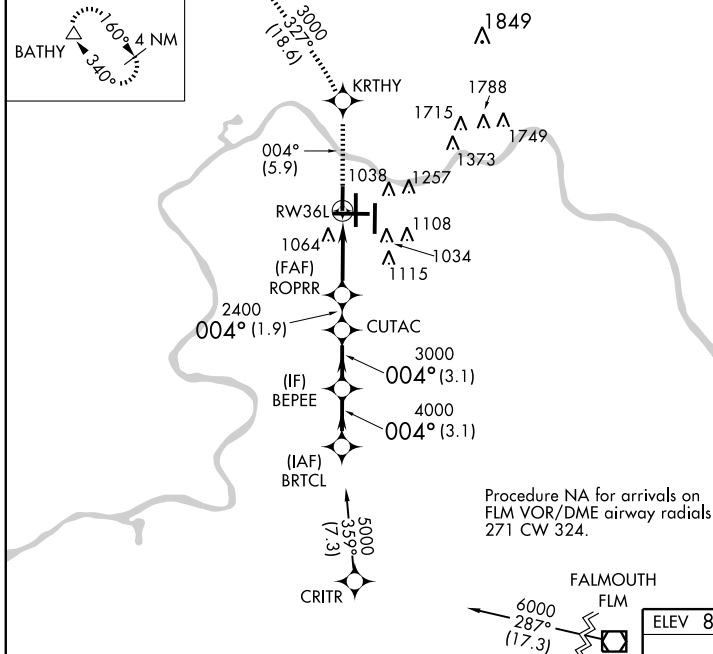 160° 4 NM
BATHY
340°
3000
327°
(18.6)
1849
KRTHY
1788
1715
1749
1373
004°
(5.9)
1038
1257
RW36L
1064
1108
1034
1115
(FAF)
ROPRR
2400
004° (1.9)
CUTAC
3000
004° (3.1)
(IF)
BEPEE
4000
004° (3.1)
(IAF)
BRTCL
5000
359°
(7.3)
CRITR
Procedure NA for arrivals on
FLM VOR/DME airway radials
271 CW 324.
FALMOUTH
FLM
6000
287°
(17.3)
ELEV 8